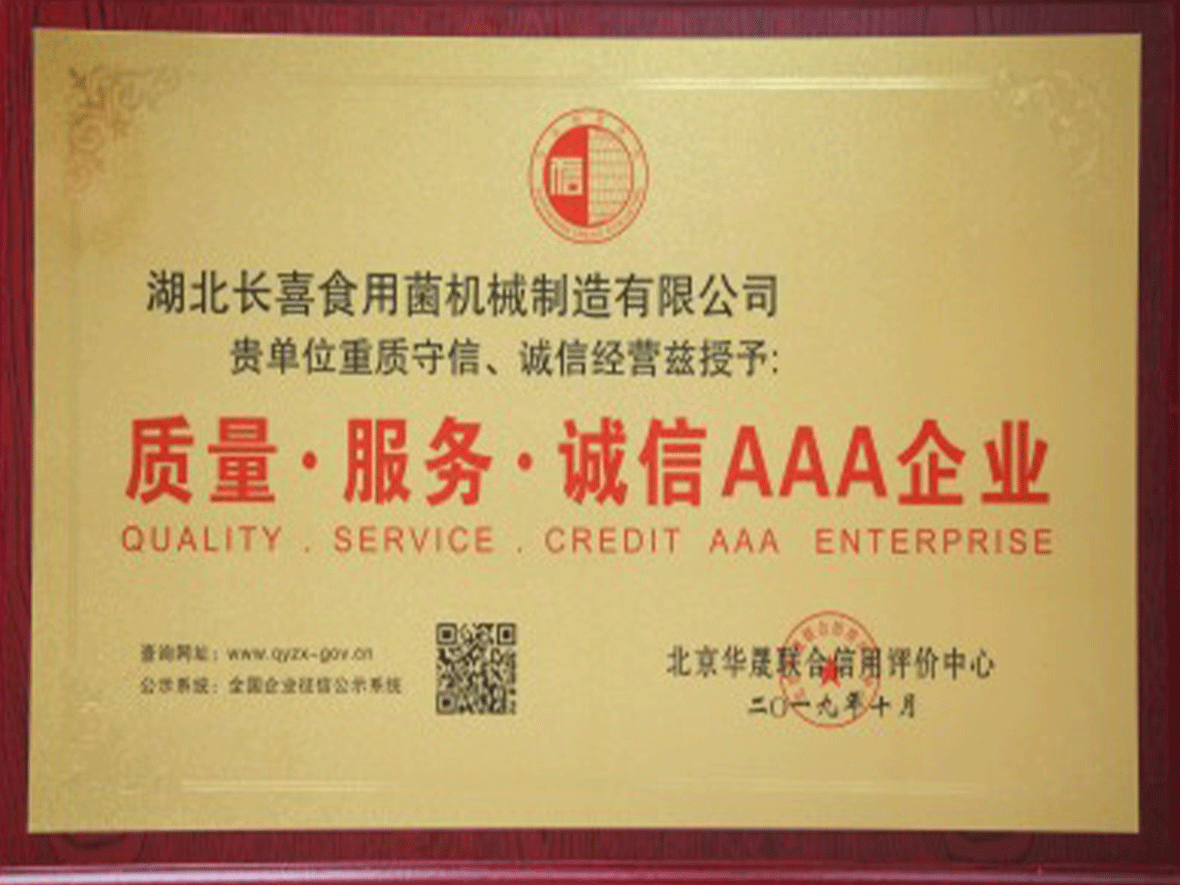 信
湖北长喜食用菌机械制造有限公司
贵单位重质守信、诚信经营兹授予:
质量·服务·诚信AAA企业
QUALITY . SERVICE . CREDIT AAA ENTERPRISE
查询网址：www.qyzx-gov.cn
公示系统：全国企业征信公示系统
北京华晟联合信用评价中心
二〇一九年十月